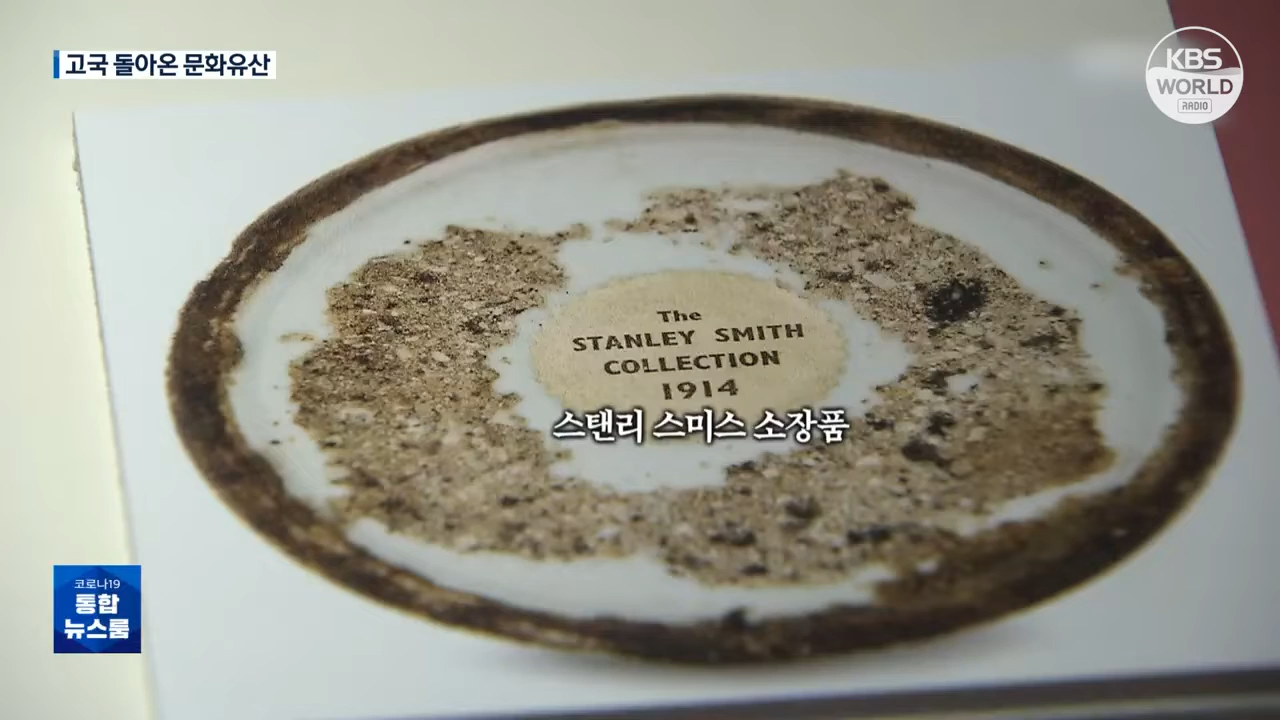 고국 돌아온 문화유산
KBS
WORLD
RADIO
The
STANLEY SMITH
COLLECTION
1914
스탠리 스미스 소장품
코로나19
통합
뉴스룸